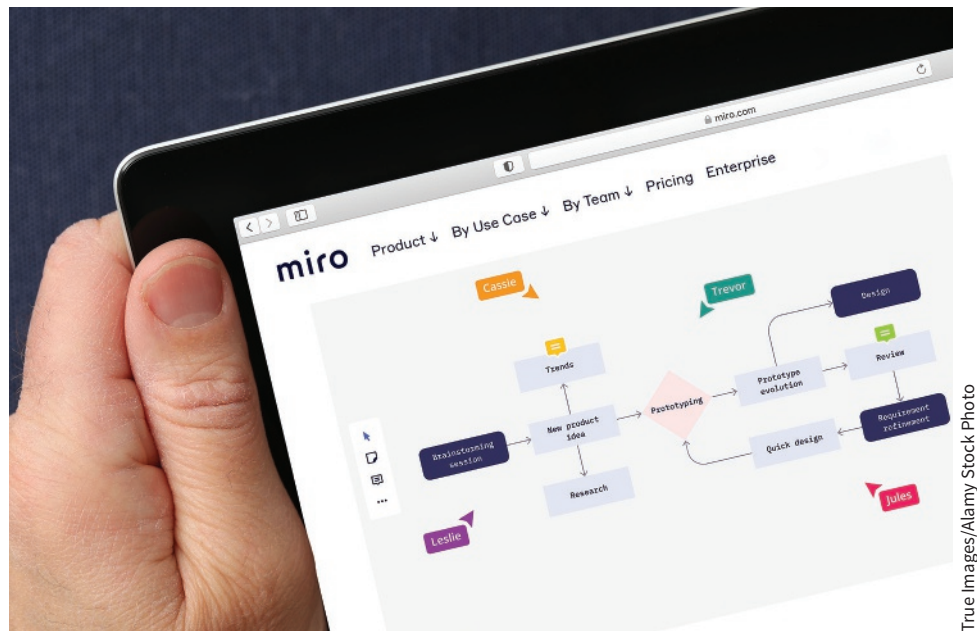 miro.com
miro
Product ↓ By Use Case ↓ By Team ↓ Pricing Enterprise
Cassie
Trevor
Design
Trends
Prototype
evolution
Review
Prototyping
New product
idea
Requirement
refinement
Brainstorming
session
Quick design
Research
Leslie
Jules
True Images/Alamy Stock Photo